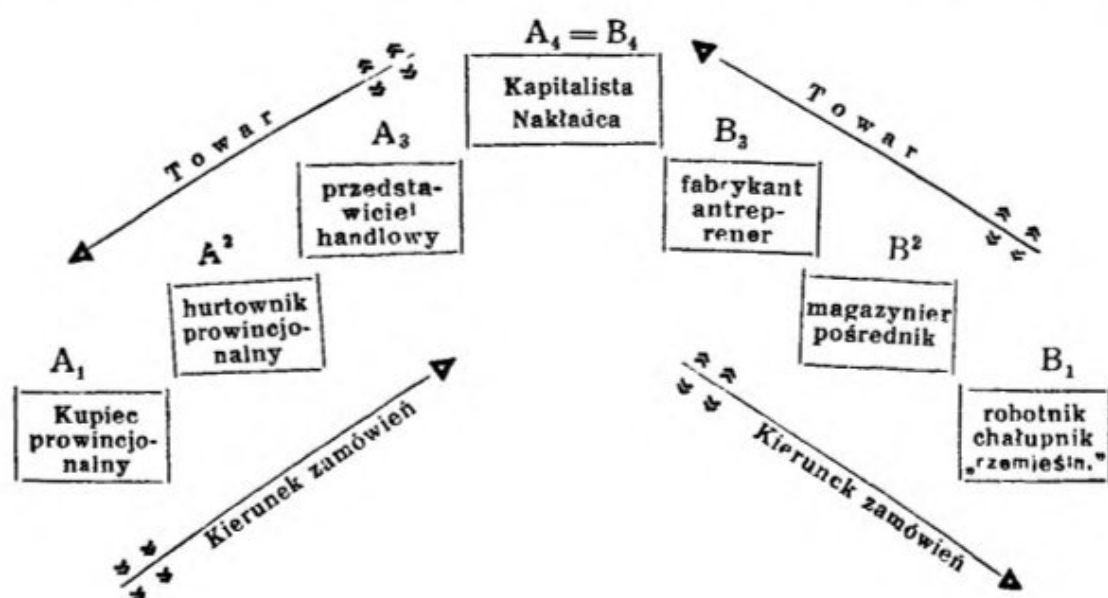 A₄ = B₄
Kapitalista
Nakładca
Towar
Towar
A₃
przedsta-
wiciel
handlowy
B₃
fabrykant
antrep-
rener
A²
hurtownik
prowincjo-
nalny
B²
magazynier
pośrednik
A₁
Kupiec
prowincjo-
nalny
B₁
robotnik
chałupnik
„rzemieśln."
Kierunek zamówień
Kierunck zamówień